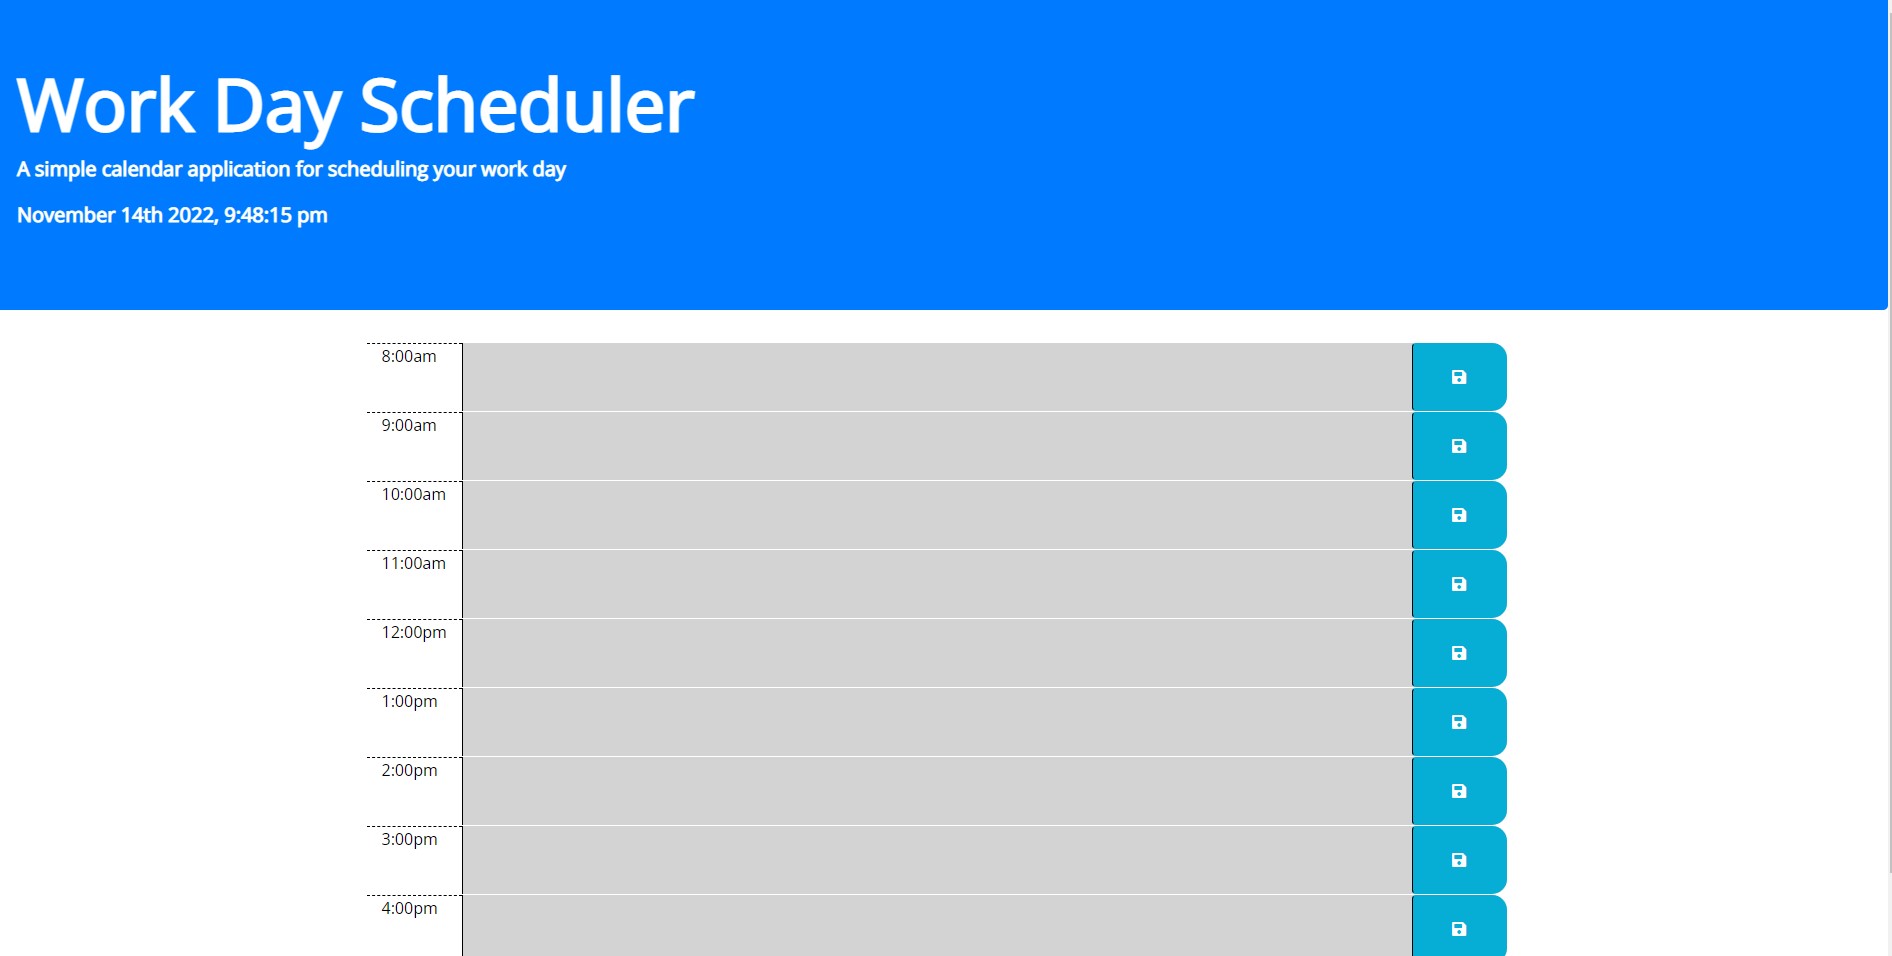 Work Day Scheduler
A simple calendar application for scheduling your work day
November 14th 2022, 9:48:15 pm
8:00am
9:00am
10:00am
11:00am
12:00pm
1:00pm
2:00pm
3:00pm
4:00pm